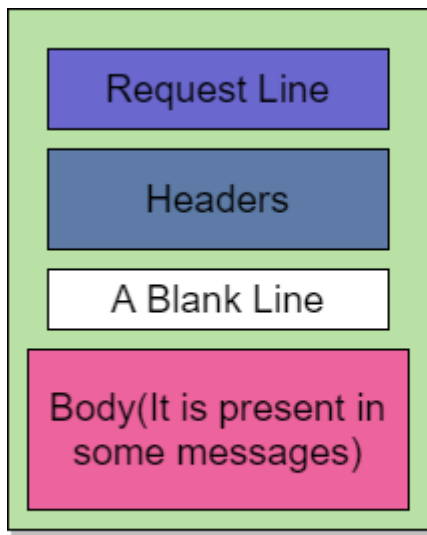 Request Line
Headers
A Blank Line
Body(It is present in
some messages)